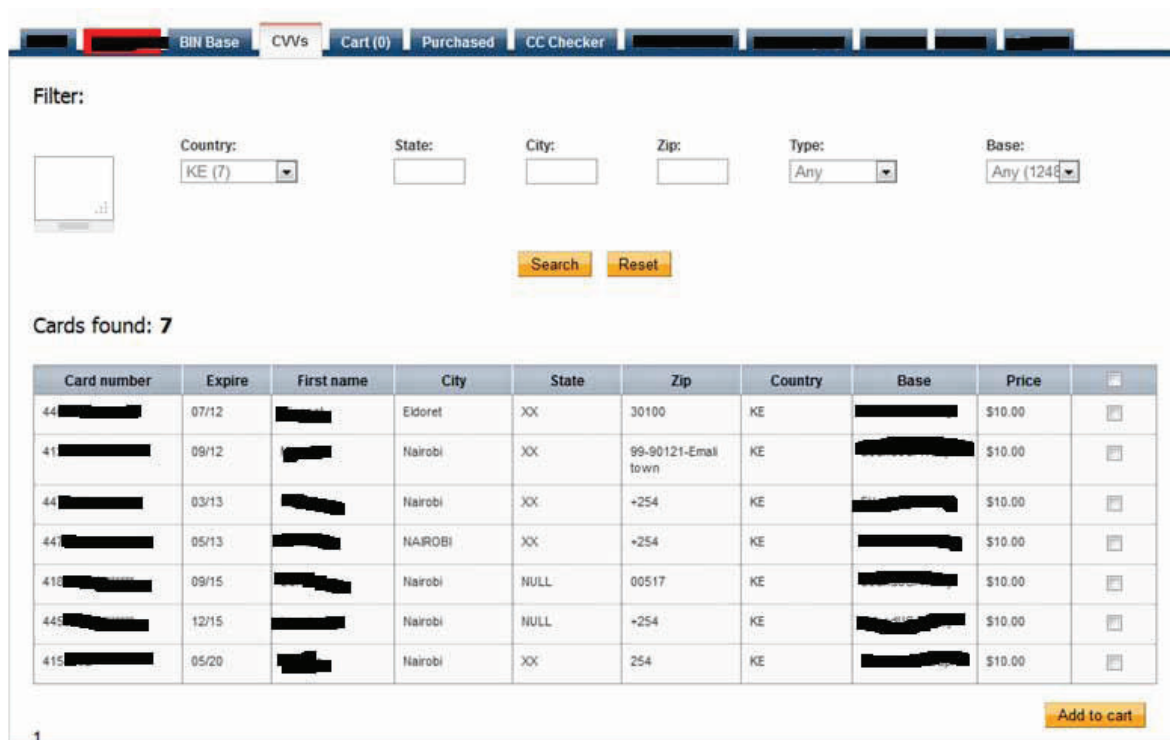 BIN Base CVVs Cart (0) Purchased CC Checker
Filter:
Country: State: City: Zip: Type: Base:
KE (7) Any Any (1248
Search Reset
Cards found: 7
Card number Expire First name City State Zip Country Base Price
44 07/12 Eldoret XX 30100 KE $10.00
41 09/12 Nairobi XX 99-90121-Emali KE $10.00
town
44 03/13 Nairobi XX +254 KE $10.00
447 05/13 NAIROBI XX +254 KE $10.00
418 09/15 Nairobi NULL 00517 KE $10.00
445 12/15 Nairobi NULL +254 KE $10.00
415 05/20 Nairobi XX 254 KE $10.00
Add to cart
1